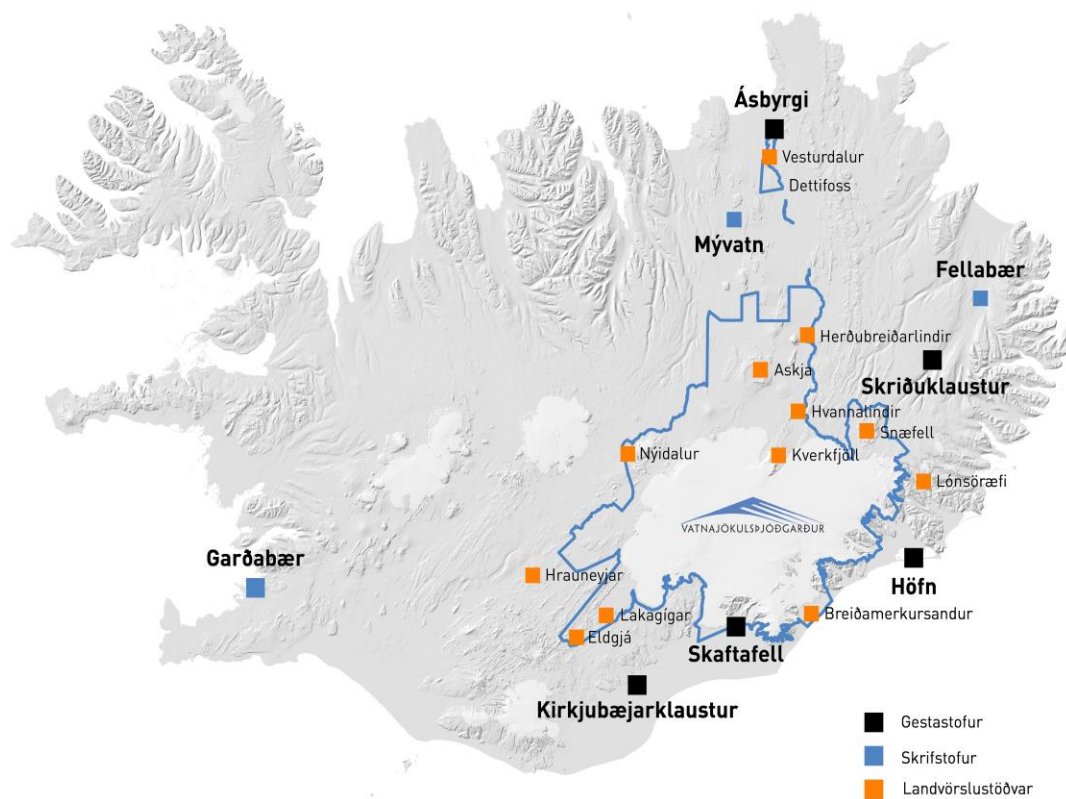 Ásbyrgi
Vesturdalur
Dettifoss
Mývatn
Fellabær
Herðubreiðarlindir
Askja
Skriðuklaustur
Hvannalindir
Snæfell
Nýidalur
Kverkfjöll
Lónsöræfi
VATNAJÖKULSÞJÓÐGARÐUR
Garðabær
Hrauneyjar
Höfn
Lakagígar
Breiðamerkursandur
Eldgjá
Skaftafell
Kirkjubæjarklaustur
Gestastofur
Skrifstofur
Landvörslustöðvar